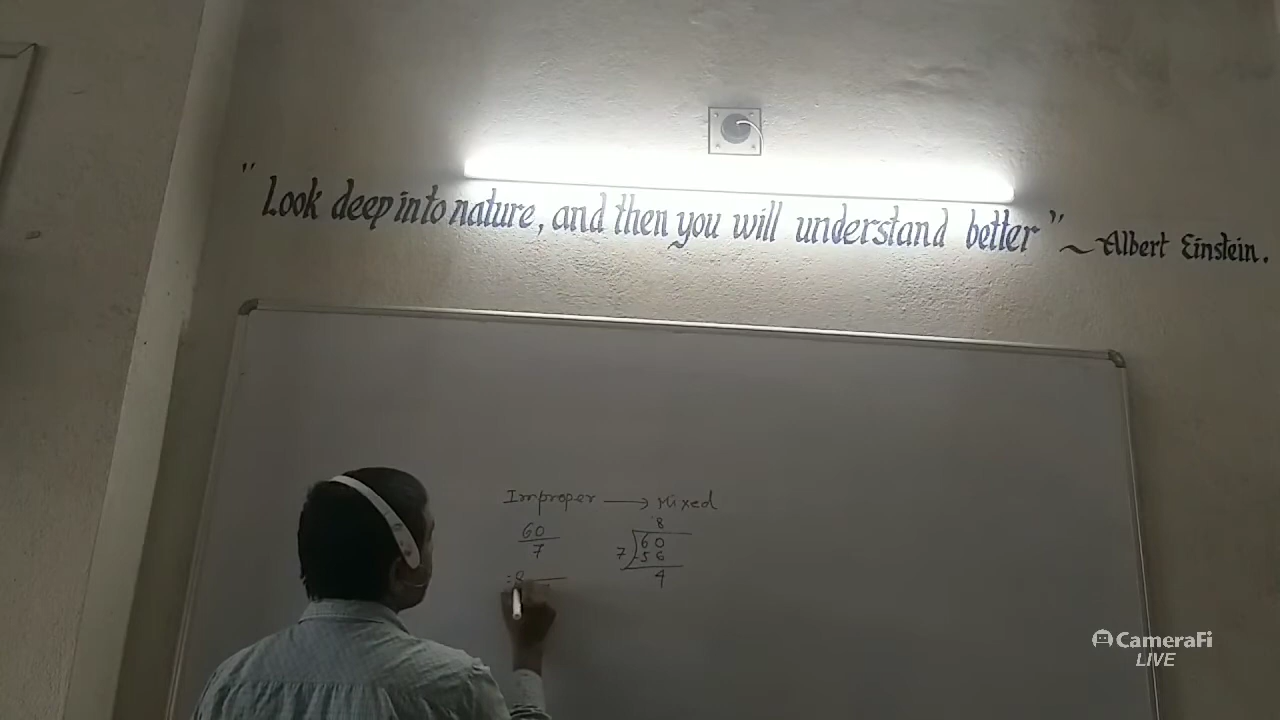 "Look deep into nature, and then you will understand better" ~ Albert Einstein.
Improper → Mixed
60/7
8
7)60
-56
4
=8
CameraFi
LIVE